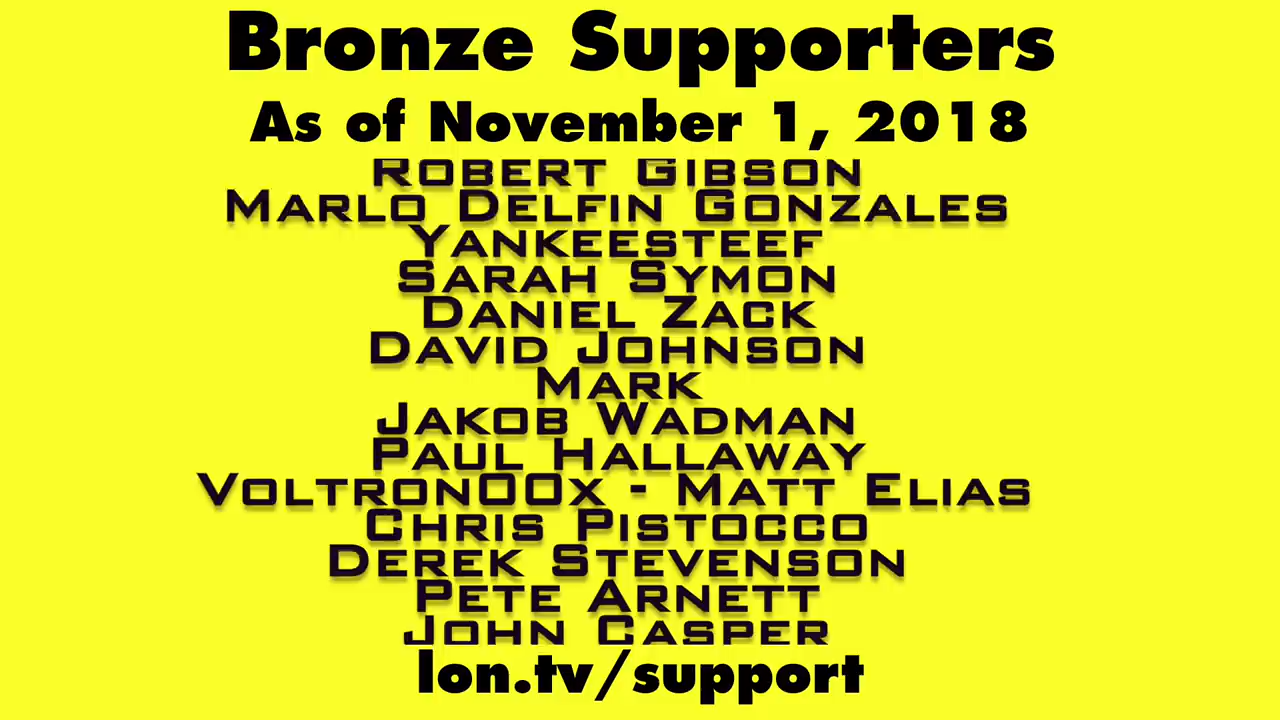 Bronze Supporters
As of November 1, 2018
Robert Gibson
Marlo Delfin Gonzales
Yankeesteef
Sarah Symon
Daniel Zack
David Johnson
Mark
Jakob Wadman
Paul Hallaway
Voltron00x - Matt Elias
Chris Pistocco
Derek Stevenson
Pete Arnett
John Casper
lon.tv/support